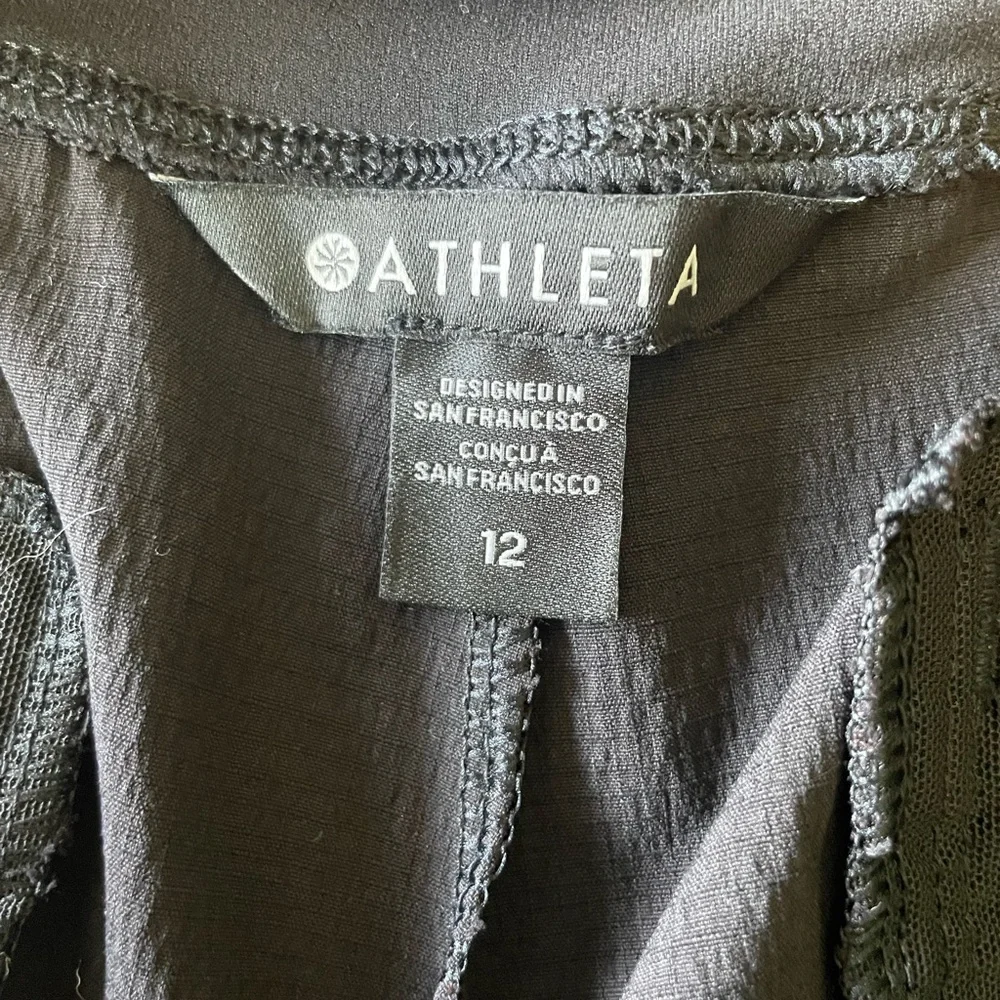 ATHLETA
DESIGNED IN
SAN FRANCISCO
CONÇU À
SAN FRANCISCO
12